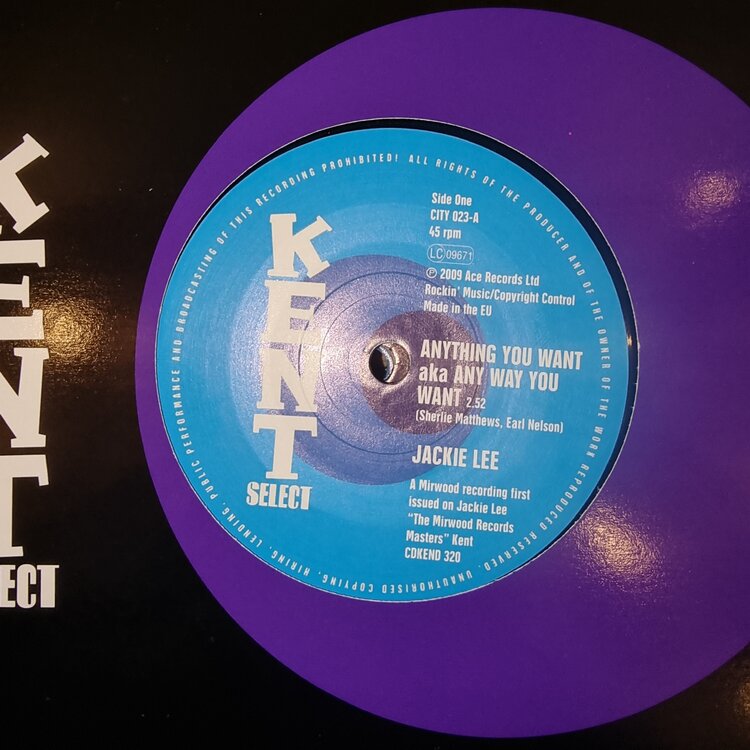 KENT
SELECT
PUBLIC PERFORMANCE AND BROADCASTING OF THIS RECORDING PROHIBITED! ALL RIGHTS OF THE PRODUCER AND OF THE OWNER OF THE WORK REPRODUCED RESERVED. UNAUTHORISED COPYING, HIRING, LENDING,
KENT
SELECT
Side One
CITY 023-A
45 rpm
LC 09671
℗ 2009 Ace Records Ltd
Rockin' Music/Copyright Control
Made in the EU
ANYTHING YOU WANT
aka ANY WAY YOU
WANT 2.52
(Sherlie Matthews, Earl Nelson)
JACKIE LEE
A Mirwood recording first
issued on Jackie Lee
"The Mirwood Records
Masters" Kent
CDKEND 320